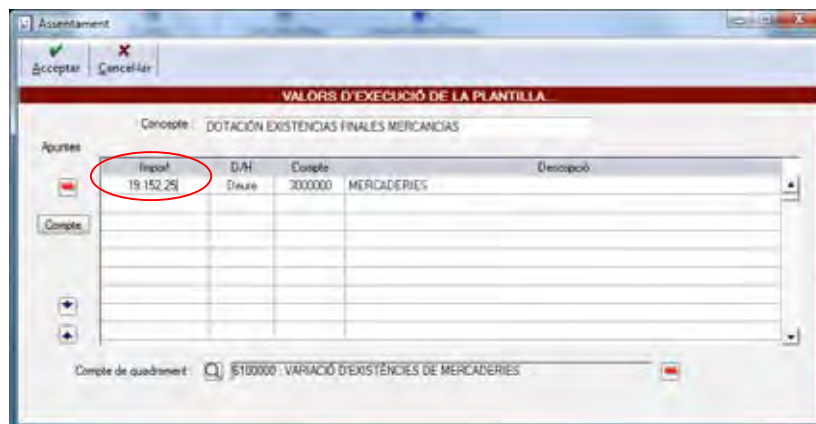 Assentament
Acceptar Cancel·lar
VALORS D'EXECUCIÓ DE LA PLANTILLA...
Concepte: DOTACIÓN EXISTENCIAS FINALES MERCANCIAS
Apuntes
Import D/H Compte Descripció
19.152,25 Deure 3000000 MERCADERIES
Compte
Compte de quadrament: 6100000 : VARIACIÓ D'EXISTÈNCIES DE MERCADERIES